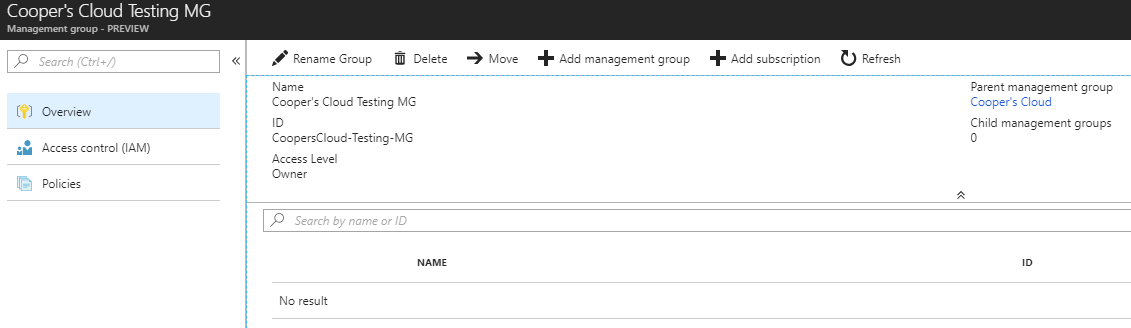 Cooper's Cloud Testing MG
Management group - PREVIEW
Search (Ctrl+/)
Overview
Access control (IAM)
Policies
Rename Group Delete Move Add management group Add subscription Refresh
Name
Cooper's Cloud Testing MG
ID
CoopersCloud-Testing-MG
Access Level
Owner
Parent management group
Cooper's Cloud
Child management groups
0
Search by name or ID
NAME ID
No result